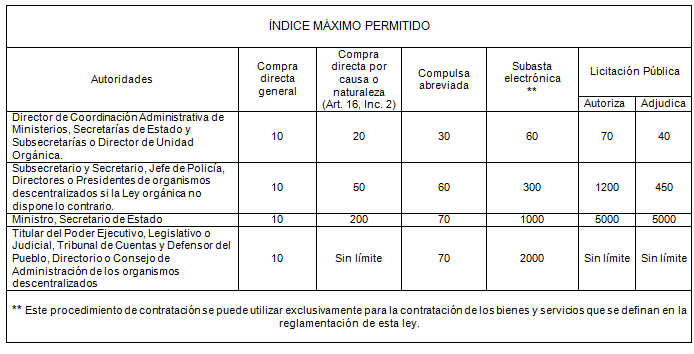 ÍNDICE MÁXIMO PERMITIDO
Autoridades
Compra
directa
general
Compra
directa por
causa o
naturaleza
(Art. 16, Inc. 2)
Compulsa
abreviada
Subasta
electrónica
**
Licitación Pública
Autoriza
Adjudica
Director de Coordinación Administrativa de
Ministerios, Secretarías de Estado y
Subsecretarías o Director de Unidad
Orgánica.
10
20
30
60
70
40
Subsecretario y Secretario, Jefe de Policía,
Directores o Presidentes de organismos
descentralizados si la Ley orgánica no
dispone lo contrario.
10
50
60
300
1200
450
Ministro, Secretario de Estado
10
200
70
1000
5000
5000
Titular del Poder Ejecutivo, Legislativo o
Judicial, Tribunal de Cuentas y Defensor del
Pueblo, Directorio o Consejo de
Administración de los organismos
descentralizados
10
Sin límite
70
2000
Sin límite
Sin límite
** Este procedimiento de contratación se puede utilizar exclusivamente para la contratación de los bienes y servicios que se definan en la
reglamentación de esta ley.